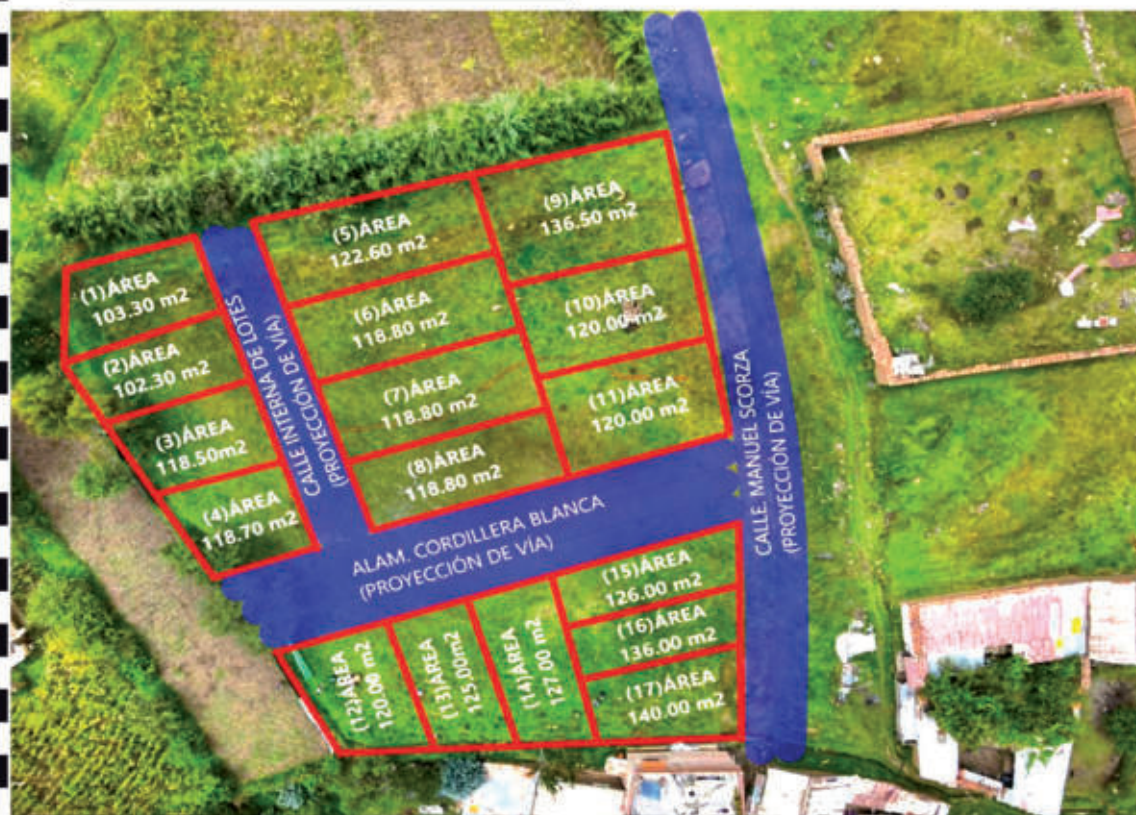 (1)ÁREA
103.30 m2
(2)ÁREA
102.30 m2
(3)ÁREA
118.50m2
(4)ÁREA
118.70 m2
CALLE INTERNA DE LOTES
(PROYECCIÓN DE VÍA)
(5)ÁREA
122.60 m2
(6)ÁREA
118.80 m2
(7)ÁREA
118.80 m2
(8)ÁREA
118.80 m2
(9)ÁREA
136.50 m2
(10)ÁREA
120.00 m2
(11)ÁREA
120.00 m2
CALLE. MANUEL SCORZA
(PROYECCIÓN DE VÍA)
ALAM. CORDILLERA BLANCA
(PROYECCIÓN DE VÍA)
(12)ÁREA
120.00 m2
(13)ÁREA
125.00m2
(14)ÁREA
127.00 m2
(15)ÁREA
126.00 m2
(16)ÁREA
136.00 m2
(17)ÁREA
140.00 m2